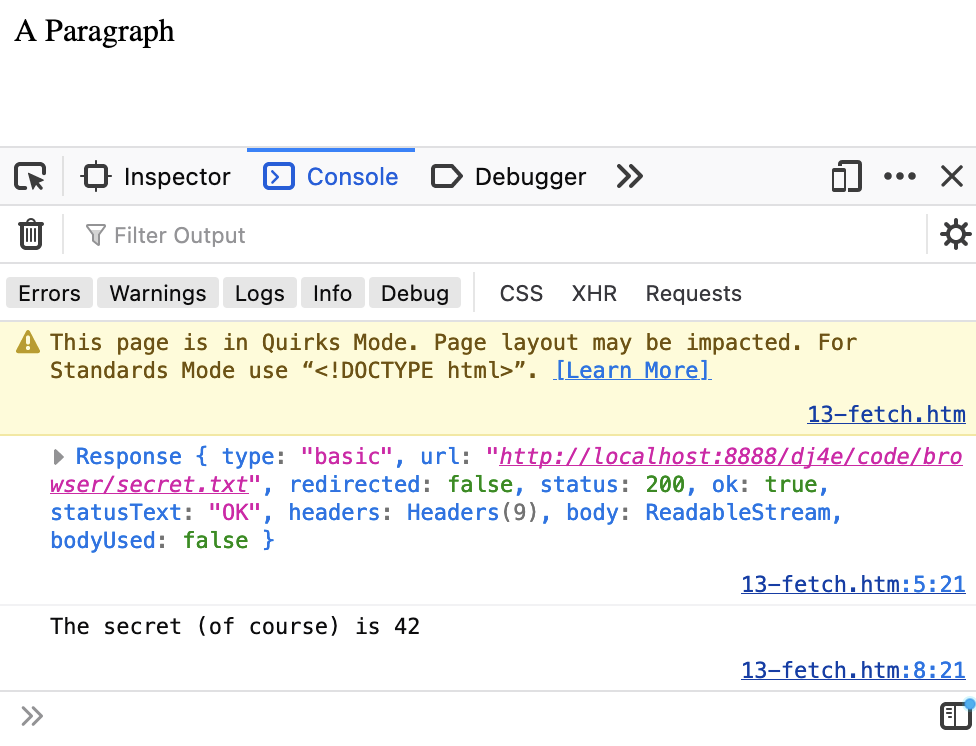 A Paragraph
Inspector Console Debugger
Filter Output
Errors Warnings Logs Info Debug CSS XHR Requests
This page is in Quirks Mode. Page layout may be impacted. For
Standards Mode use “<!DOCTYPE html>”. [Learn More]
13-fetch.htm
Response { type: "basic", url: "http://localhost:8888/dj4e/code/bro
wser/secret.txt", redirected: false, status: 200, ok: true,
statusText: "OK", headers: Headers(9), body: ReadableStream,
bodyUsed: false }
13-fetch.htm:5:21
The secret (of course) is 42
13-fetch.htm:8:21